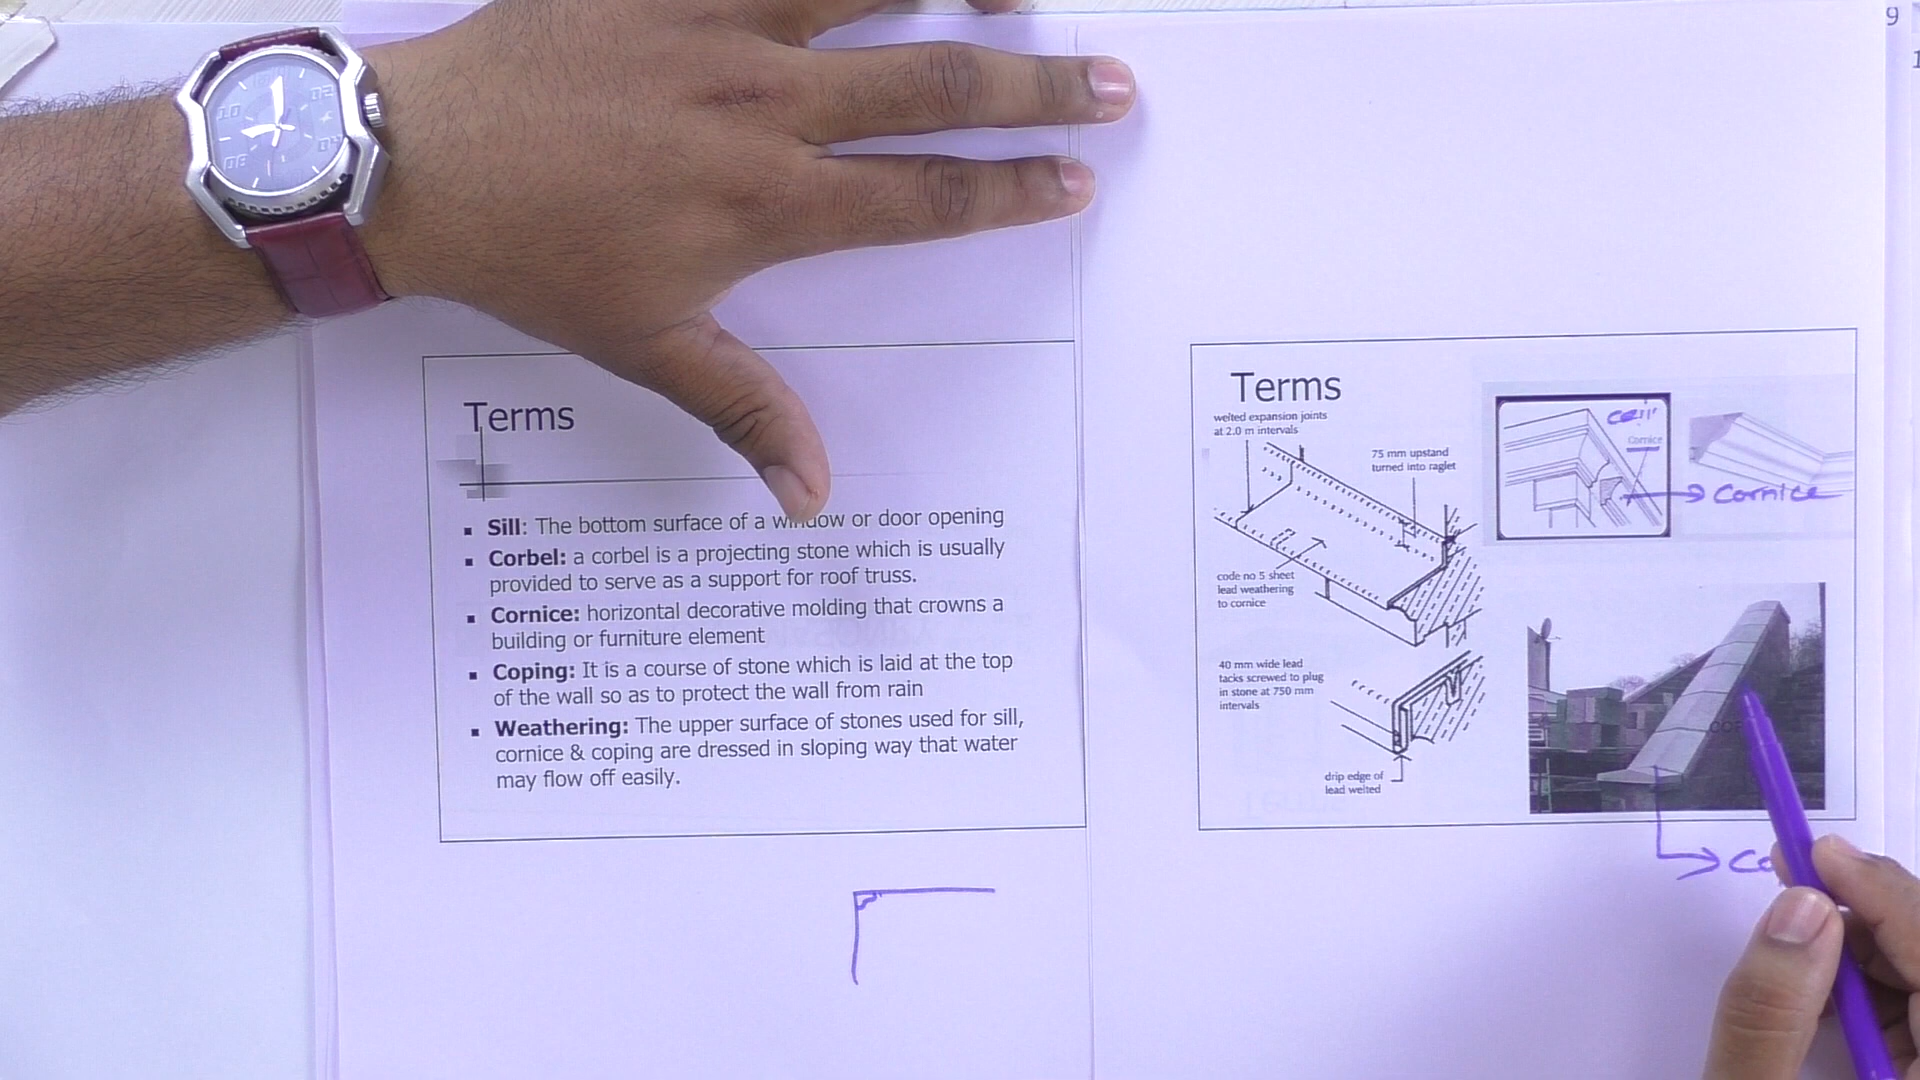 9
10
02
08
04
Terms
Sill: The bottom surface of a window or door opening
Corbel: a corbel is a projecting stone which is usually
provided to serve as a support for roof truss.
Cornice: horizontal decorative molding that crowns a
building or furniture element
Coping: It is a course of stone which is laid at the top
of the wall so as to protect the wall from rain
Weathering: The upper surface of stones used for sill,
cornice & coping are dressed in sloping way that water
may flow off easily.
Terms
welted expansion joints
at 2.0 m intervals
75 mm upstand
turned into raglet
code no 5 sheet
lead weathering
to cornice
40 mm wide lead
tacks screwed to plug
in stone at 750 mm
intervals
drip edge of
lead welted
Cornice
Cornice